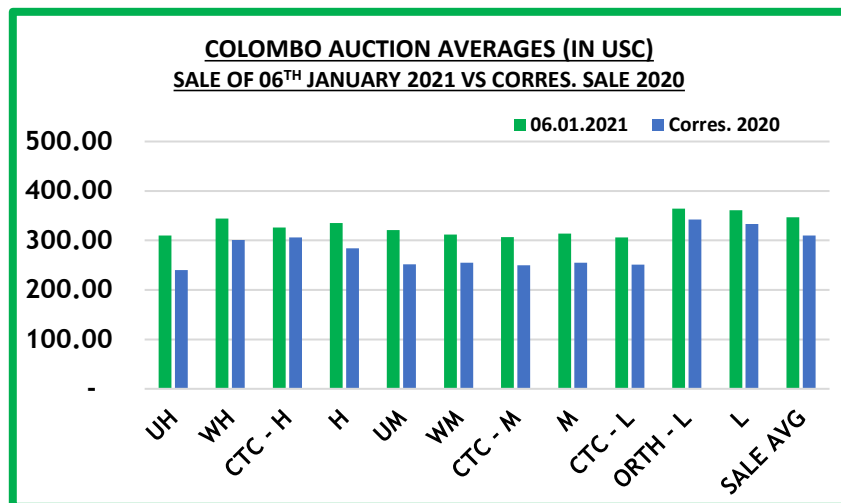 COLOMBO AUCTION AVERAGES (IN USC)
SALE OF 06TH JANUARY 2021 VS CORRES. SALE 2020
06.01.2021 Corres. 2020
500.00
400.00
300.00
200.00
100.00
-
UH WH CTC - H H UM WM CTC - M M CTC - L ORTH - L L SALE AVG